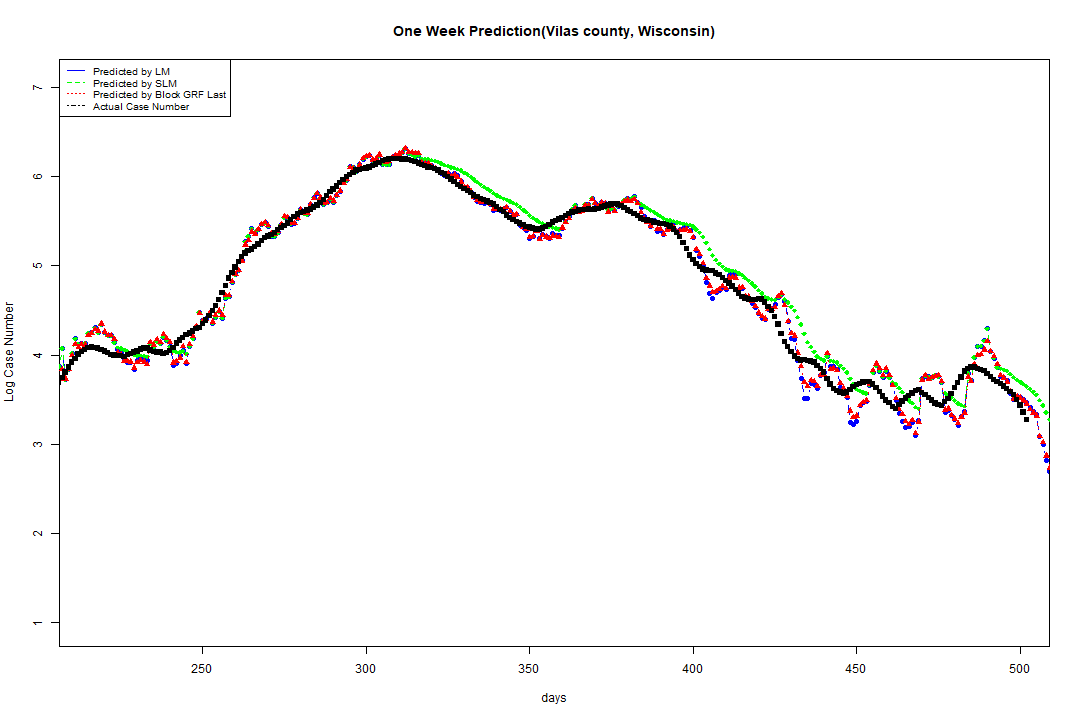 One Week Prediction(Vilas county, Wisconsin)
Predicted by LM
Predicted by SLM
Predicted by Block GRF Last
Actual Case Number
7
6
5
4
3
2
1
Log Case Number
250 300 350 400 450 500
days